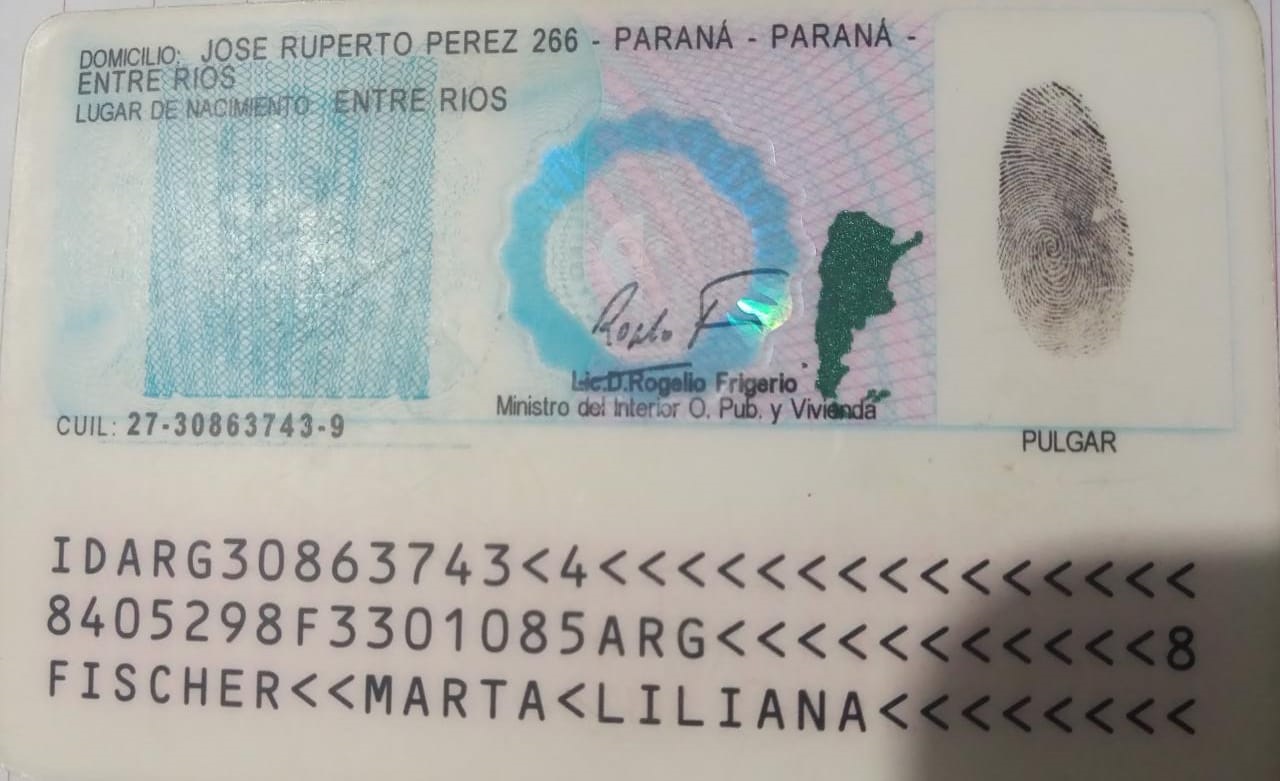 DOMICILIO: JOSE RUPERTO PEREZ 266 - PARANÁ - PARANÁ -
ENTRE RIOS
LUGAR DE NACIMIENTO: ENTRE RIOS
Lic.D.Rogelio Frigerio
Ministro del Interior O. Pub. y Vivienda
CUIL: 27-30863743-9
PULGAR
IDARG30863743<4<<<<<<<<<<<<<<<
8405298F3301085ARG<<<<<<<<<<<8
FISCHER<<MARTA<LILIANA<<<<<<<<